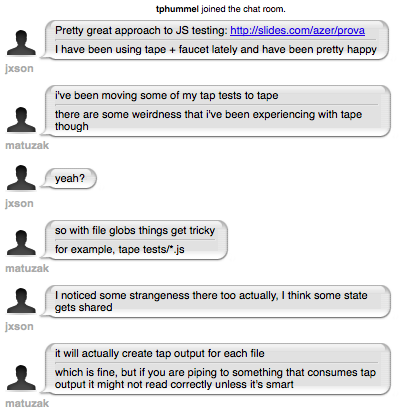 tphummel joined the chat room.
Pretty great approach to JS testing: http://slides.com/azer/prova
I have been using tape + faucet lately and have been pretty happy
jxson
i've been moving some of my tap tests to tape
there are some weirdness that i've been experiencing with tape
though
matuzak
yeah?
jxson
so with file globs things get tricky
for example, tape tests/*.js
matuzak
I noticed some strangeness there too actually, I think some state
gets shared
jxson
it will actually create tap output for each file
which is fine, but if you are piping to something that consumes tap
output it might not read correctly unless it's smart
matuzak